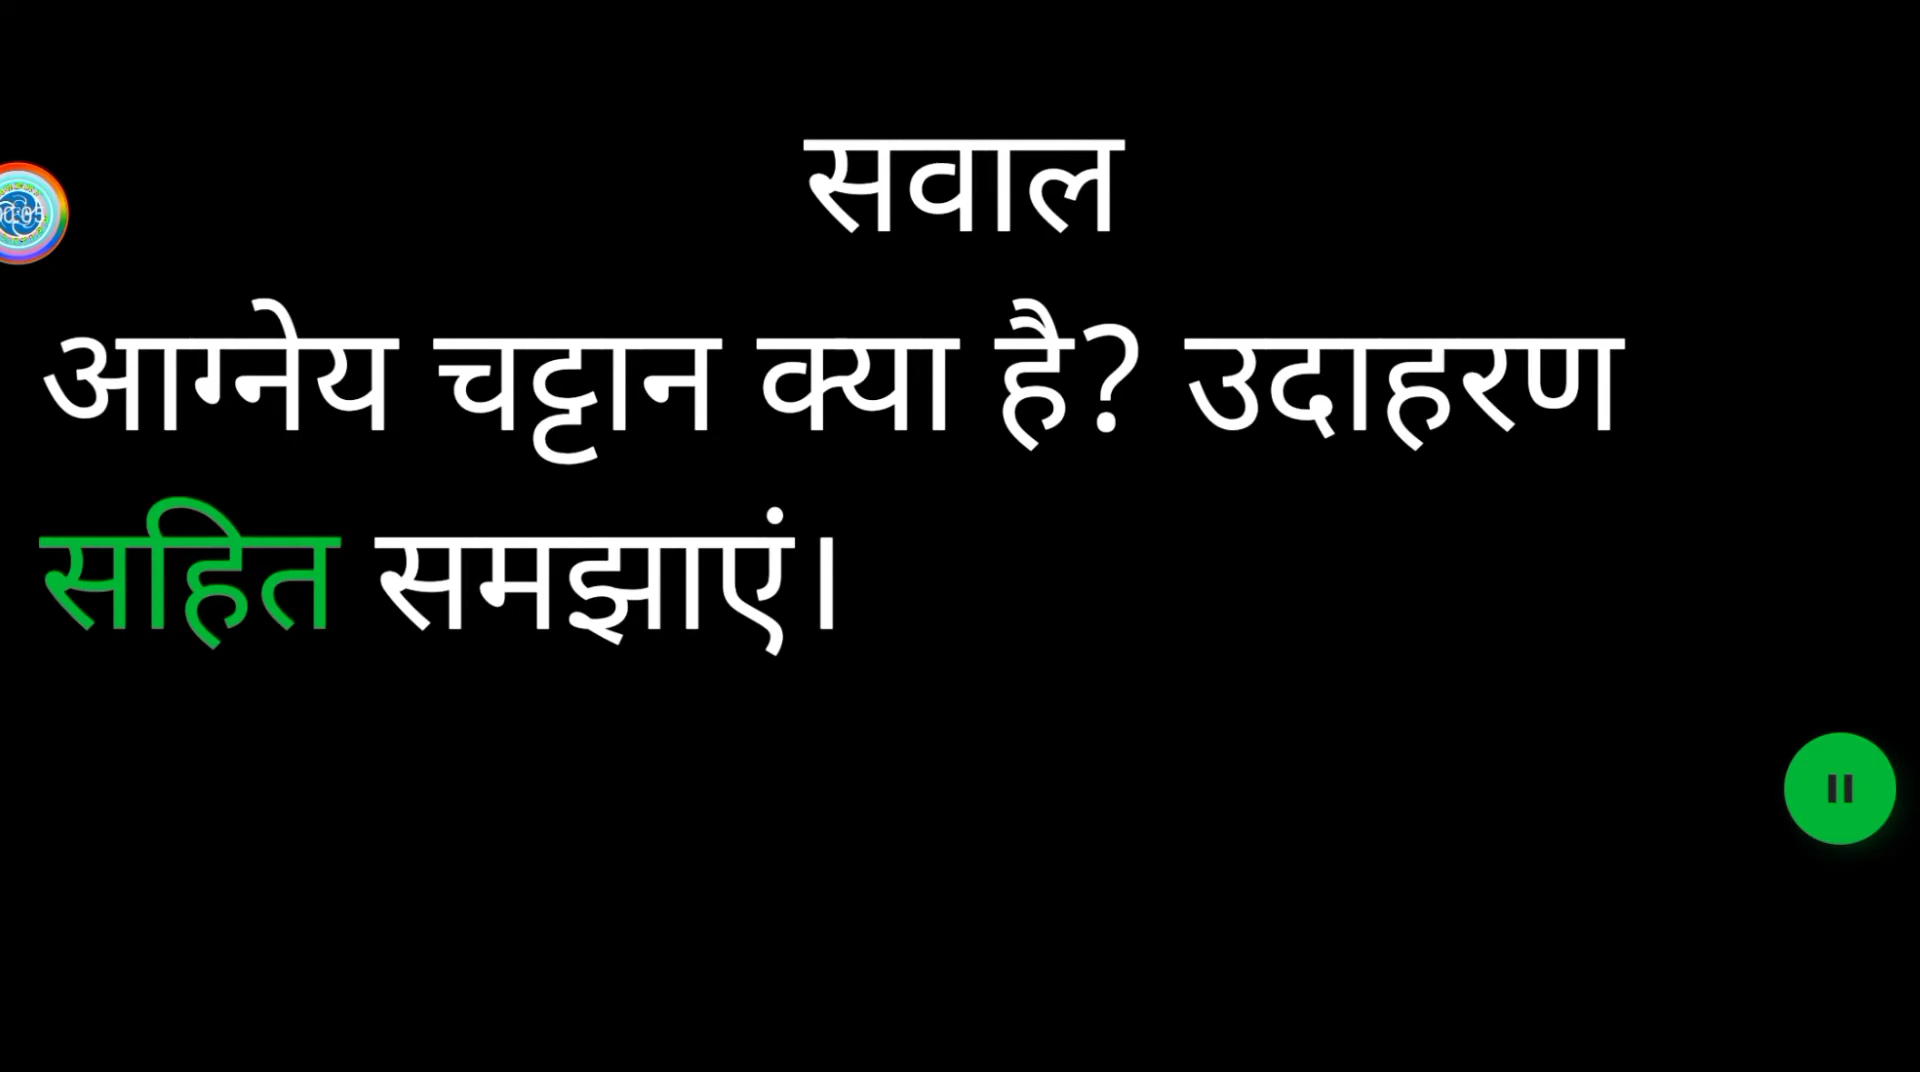 सवाल
आग्नेय चट्टान क्या है? उदाहरण
सहित समझाएं।